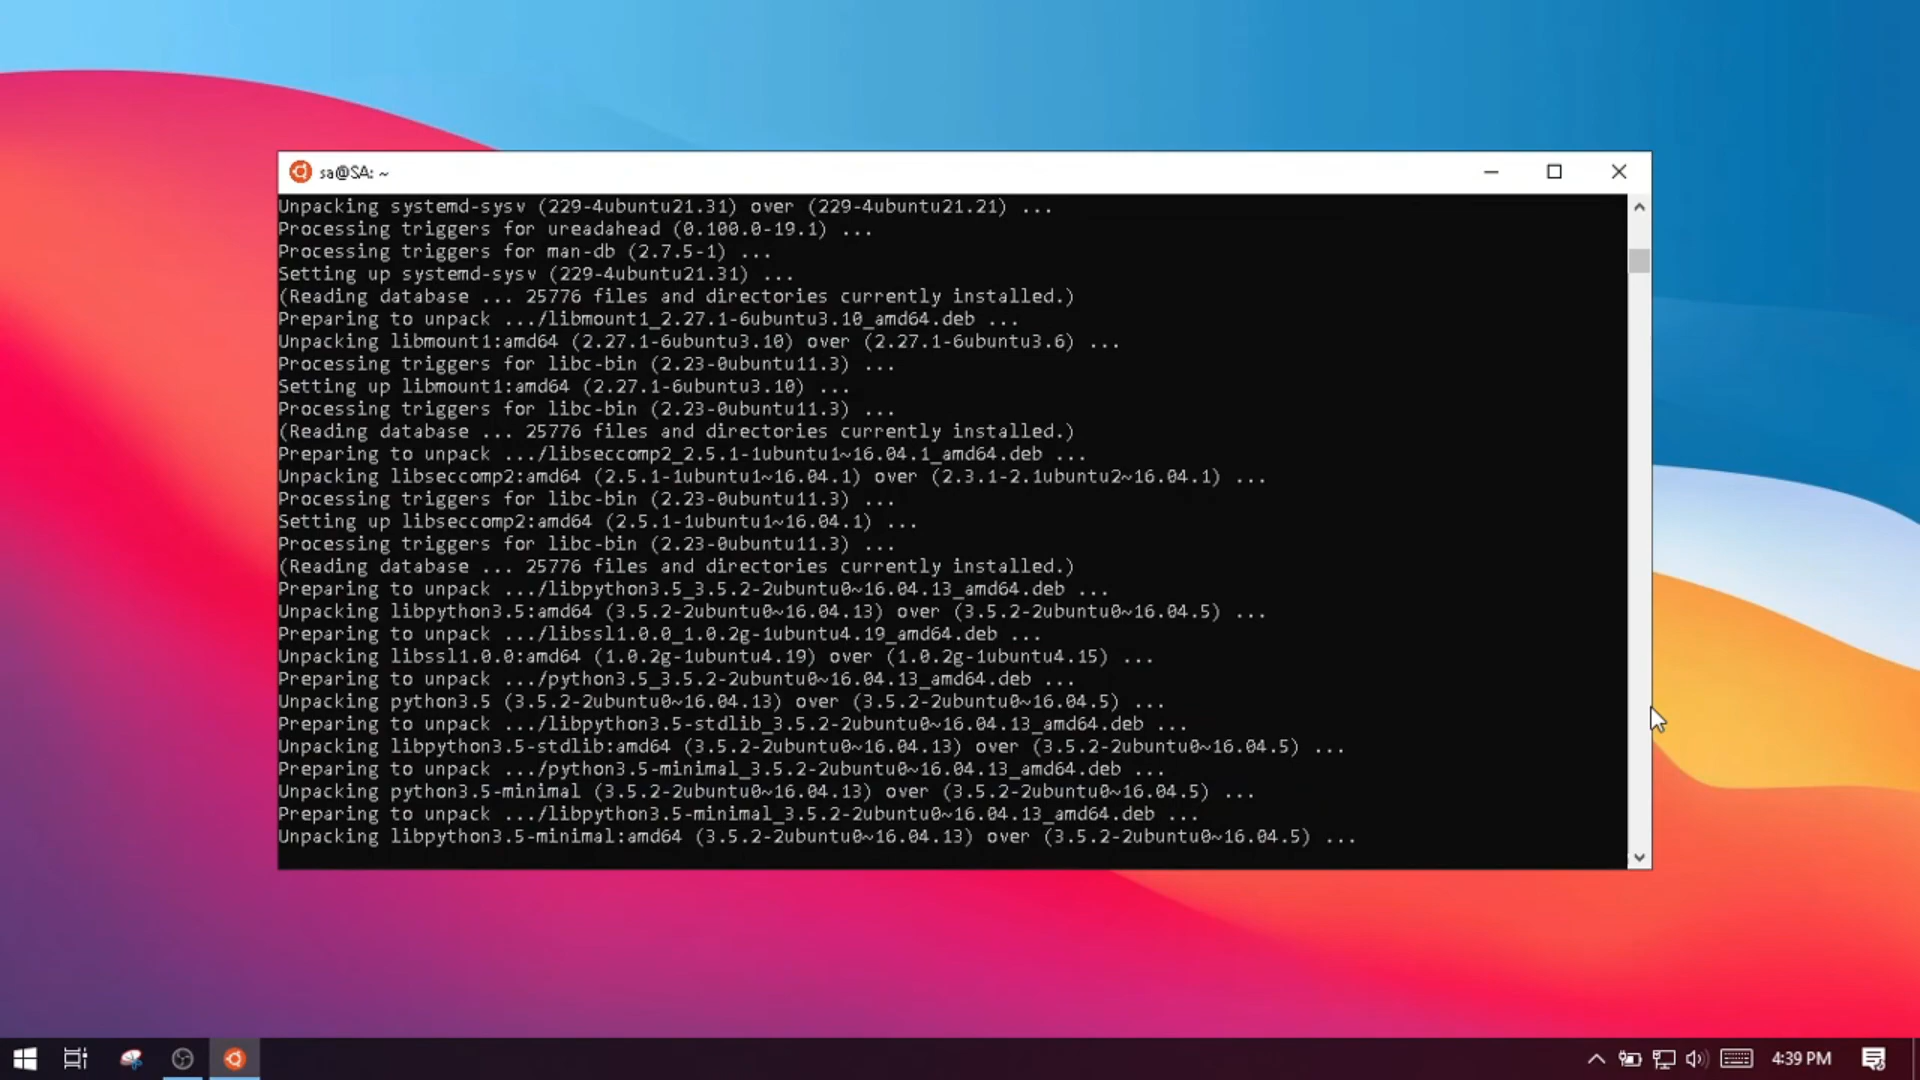 sa@SA: ~
Unpacking systemd-sysv (229-4ubuntu21.31) over (229-4ubuntu21.21) ...
Processing triggers for ureadahead (0.100.0-19.1) ...
Processing triggers for man-db (2.7.5-1) ...
Setting up systemd-sysv (229-4ubuntu21.31) ...
(Reading database ... 25776 files and directories currently installed.)
Preparing to unpack .../libmount1_2.27.1-6ubuntu3.10_amd64.deb ...
Unpacking libmount1:amd64 (2.27.1-6ubuntu3.10) over (2.27.1-6ubuntu3.6) ...
Processing triggers for libc-bin (2.23-0ubuntu11.3) ...
Setting up libmount1:amd64 (2.27.1-6ubuntu3.10) ...
Processing triggers for libc-bin (2.23-0ubuntu11.3) ...
(Reading database ... 25776 files and directories currently installed.)
Preparing to unpack .../libseccomp2_2.5.1-1ubuntu1~16.04.1_amd64.deb ...
Unpacking libseccomp2:amd64 (2.5.1-1ubuntu1~16.04.1) over (2.3.1-2.1ubuntu2~16.04.1) ...
Processing triggers for libc-bin (2.23-0ubuntu11.3) ...
Setting up libseccomp2:amd64 (2.5.1-1ubuntu1~16.04.1) ...
Processing triggers for libc-bin (2.23-0ubuntu11.3) ...
(Reading database ... 25776 files and directories currently installed.)
Preparing to unpack .../libpython3.5_3.5.2-2ubuntu0~16.04.13_amd64.deb ...
Unpacking libpython3.5:amd64 (3.5.2-2ubuntu0~16.04.13) over (3.5.2-2ubuntu0~16.04.5) ...
Preparing to unpack .../libssl1.0.0_1.0.2g-1ubuntu4.19_amd64.deb ...
Unpacking libssl1.0.0:amd64 (1.0.2g-1ubuntu4.19) over (1.0.2g-1ubuntu4.15) ...
Preparing to unpack .../python3.5_3.5.2-2ubuntu0~16.04.13_amd64.deb ...
Unpacking python3.5 (3.5.2-2ubuntu0~16.04.13) over (3.5.2-2ubuntu0~16.04.5) ...
Preparing to unpack .../libpython3.5-stdlib_3.5.2-2ubuntu0~16.04.13_amd64.deb ...
Unpacking libpython3.5-stdlib:amd64 (3.5.2-2ubuntu0~16.04.13) over (3.5.2-2ubuntu0~16.04.5) ...
Preparing to unpack .../python3.5-minimal_3.5.2-2ubuntu0~16.04.13_amd64.deb ...
Unpacking python3.5-minimal (3.5.2-2ubuntu0~16.04.13) over (3.5.2-2ubuntu0~16.04.5) ...
Preparing to unpack .../libpython3.5-minimal_3.5.2-2ubuntu0~16.04.13_amd64.deb ...
Unpacking libpython3.5-minimal:amd64 (3.5.2-2ubuntu0~16.04.13) over (3.5.2-2ubuntu0~16.04.5) ...
4:39 PM